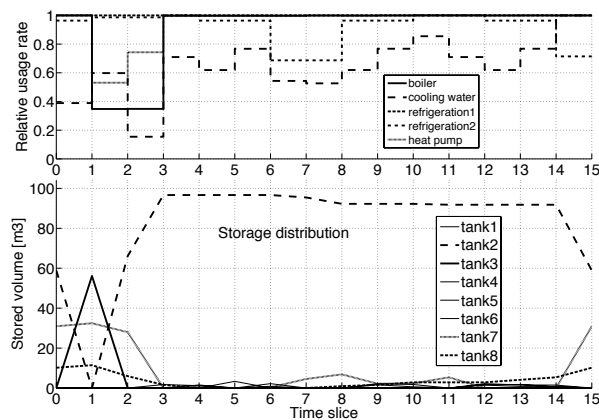 Relative usage rate
1
0.8
0.6
0.4
0.2
0
boiler
cooling water
refrigeration1
refrigeration2
heat pump
0 1 2 3 4 5 6 7 8 9 10 11 12 13 14 15
Stored volume [m3]
100
80
60
40
20
0
Storage distribution
tank1
tank2
tank3
tank4
tank5
tank6
tank7
tank8
0 1 2 3 4 5 6 7 8 9 10 11 12 13 14 15
Time slice